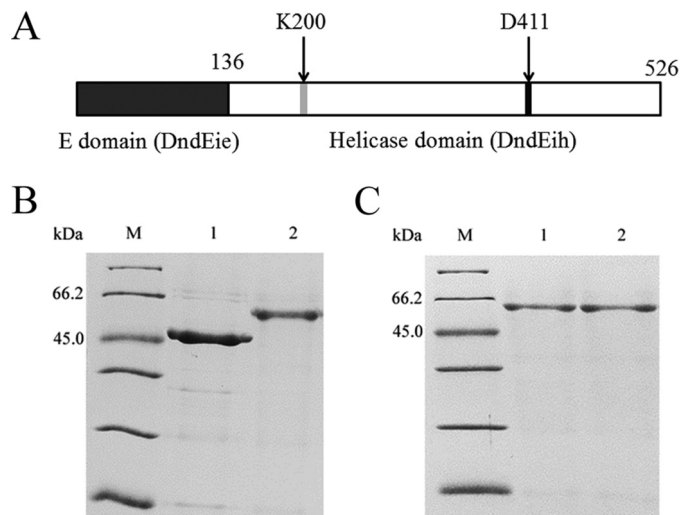 A
K200
D411
136
526
E domain (DndEie)
Helicase domain (DndEih)
B
kDa
M
1
2
66.2
45.0
C
kDa
M
1
2
66.2
45.0